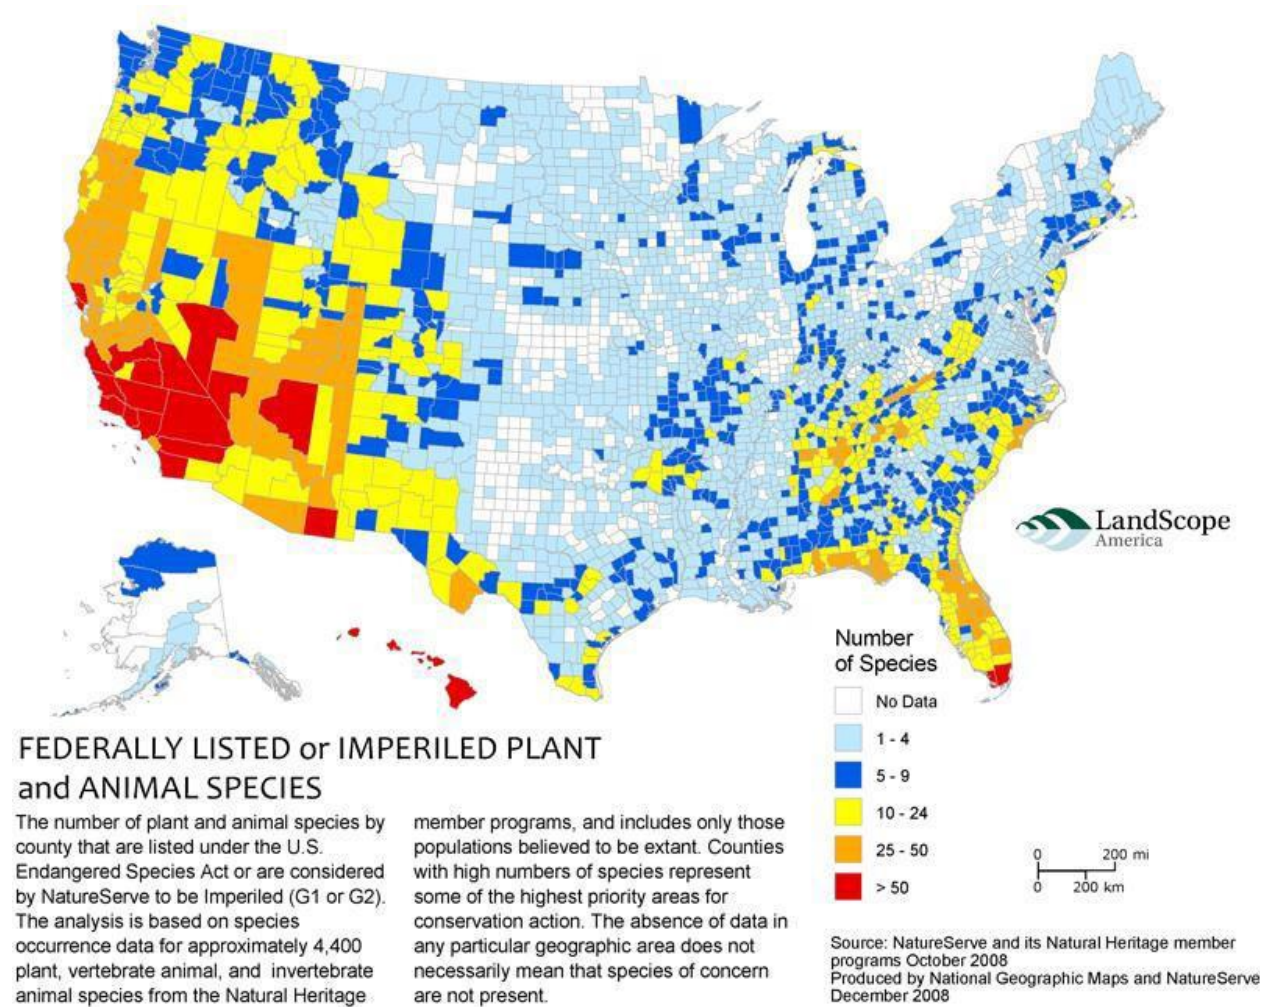 LandScope
America
Number
of Species
No Data
1 - 4
5 - 9
10 - 24
25 - 50
> 50
0 200 mi
0 200 km
FEDERALLY LISTED or IMPERILED PLANT
and ANIMAL SPECIES
The number of plant and animal species by
county that are listed under the U.S.
Endangered Species Act or are considered
by NatureServe to be Imperiled (G1 or G2).
The analysis is based on species
occurrence data for approximately 4,400
plant, vertebrate animal, and invertebrate
animal species from the Natural Heritage
member programs, and includes only those
populations believed to be extant. Counties
with high numbers of species represent
some of the highest priority areas for
conservation action. The absence of data in
any particular geographic area does not
necessarily mean that species of concern
are not present.
Source: NatureServe and its Natural Heritage member
programs October 2008
Produced by National Geographic Maps and NatureServe
December 2008